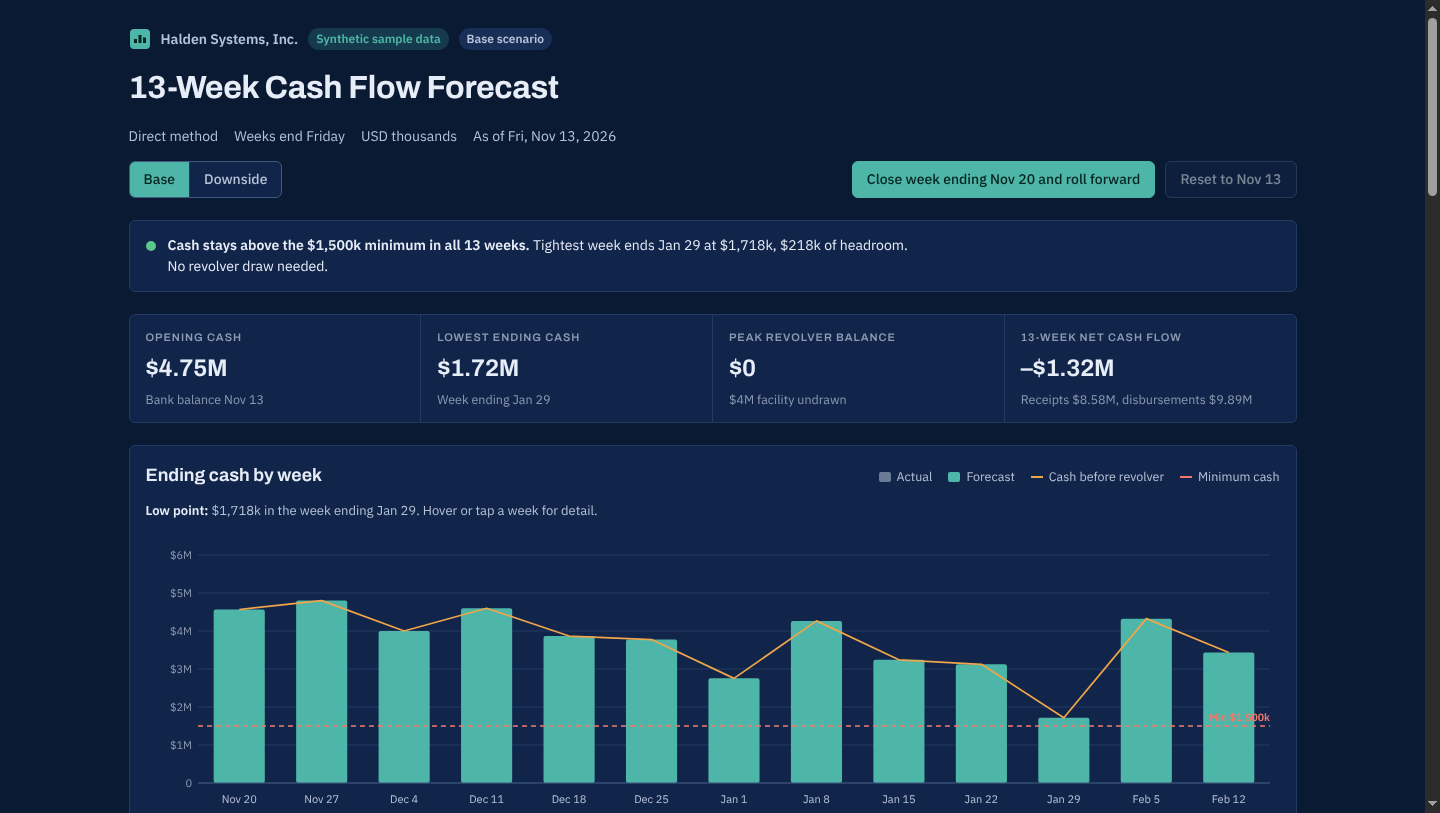 Halden Systems, Inc. Synthetic sample data Base scenario
13-Week Cash Flow Forecast
Direct method Weeks end Friday USD thousands As of Fri, Nov 13, 2026
Base Downside Close week ending Nov 20 and roll forward Reset to Nov 13
Cash stays above the $1,500k minimum in all 13 weeks. Tightest week ends Jan 29 at $1,718k, $218k of headroom.
No revolver draw needed.
OPENING CASH
$4.75M
Bank balance Nov 13
LOWEST ENDING CASH
$1.72M
Week ending Jan 29
PEAK REVOLVER BALANCE
$0
$4M facility undrawn
13-WEEK NET CASH FLOW
–$1.32M
Receipts $8.58M, disbursements $9.89M
Ending cash by week
Actual Forecast Cash before revolver Minimum cash
Low point: $1,718k in the week ending Jan 29. Hover or tap a week for detail.
$6M
$5M
$4M
$3M
$2M
Min $1,500k
$1M
0
Nov 20 Nov 27 Dec 4 Dec 11 Dec 18 Dec 25 Jan 1 Jan 8 Jan 15 Jan 22 Jan 29 Feb 5 Feb 12